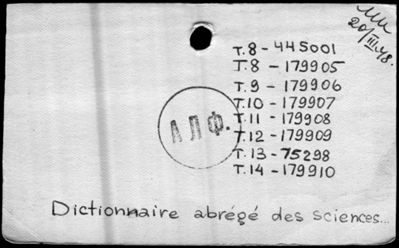 ии
20/III.48.
т.8 - 445001
Т.8 - 179905
Т.9 - 179906
Т.10 - 179907
Т.11 - 179908
Т.12 - 179909
Т.13 - 75298
Т.14 - 179910
АЛФ.
Dictionnaire abrégé des sciences...